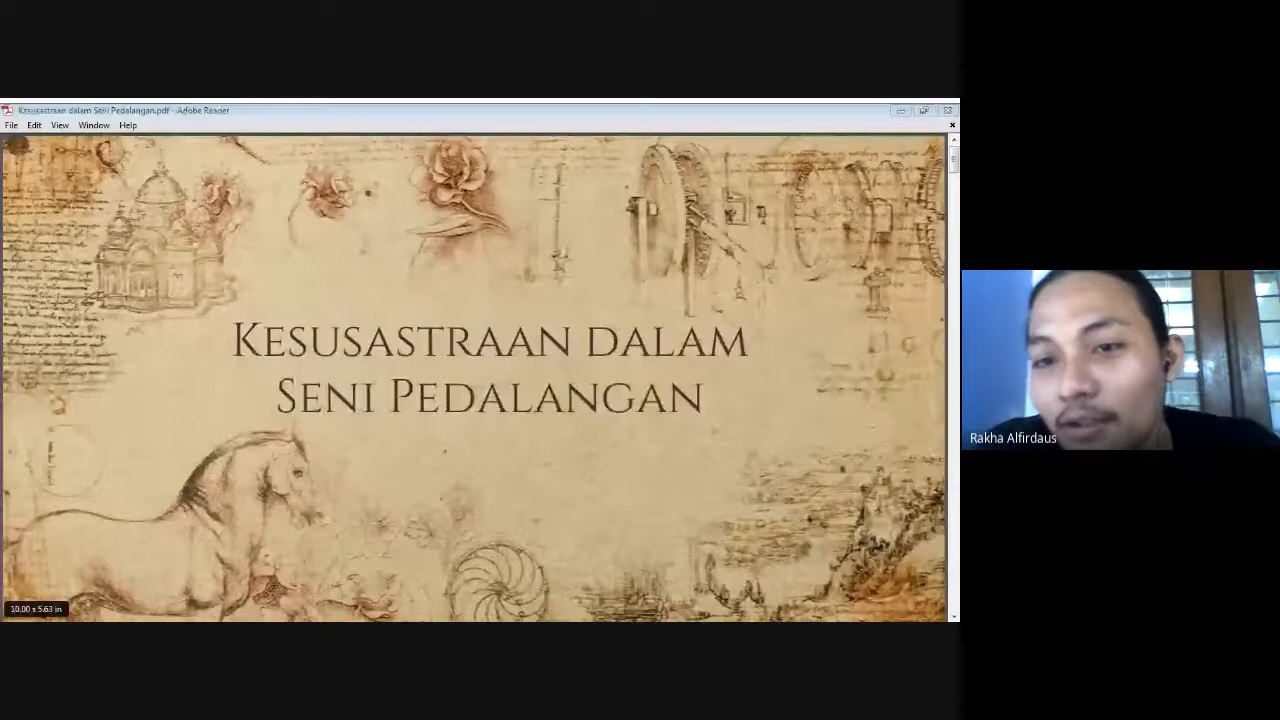 Kesusastraan dalam Seni Pedalangan.pdf - Adobe Reader
File Edit View Window Help
KESUSASTRAAN DALAM
SENI PEDALANGAN
10.00 x 5.63 in
Rakha Alfirdaus